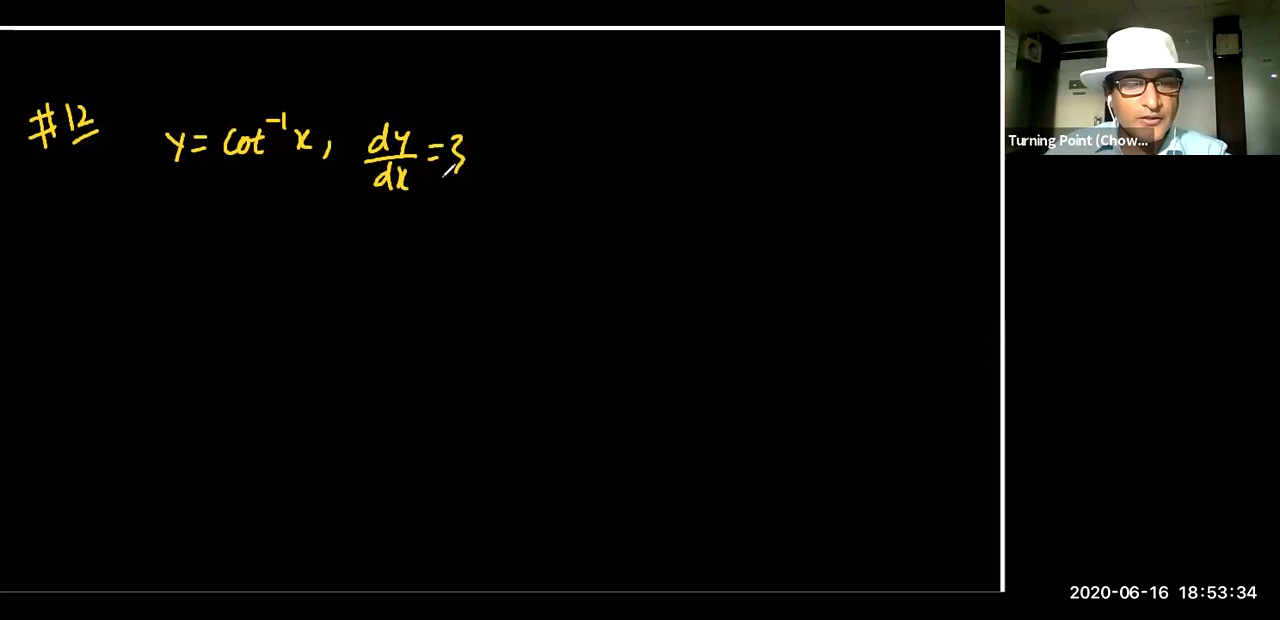 #12 y = cot⁻¹x, dy/dx = 3
Turning Point (Chow...
2020-06-16 18:53:34